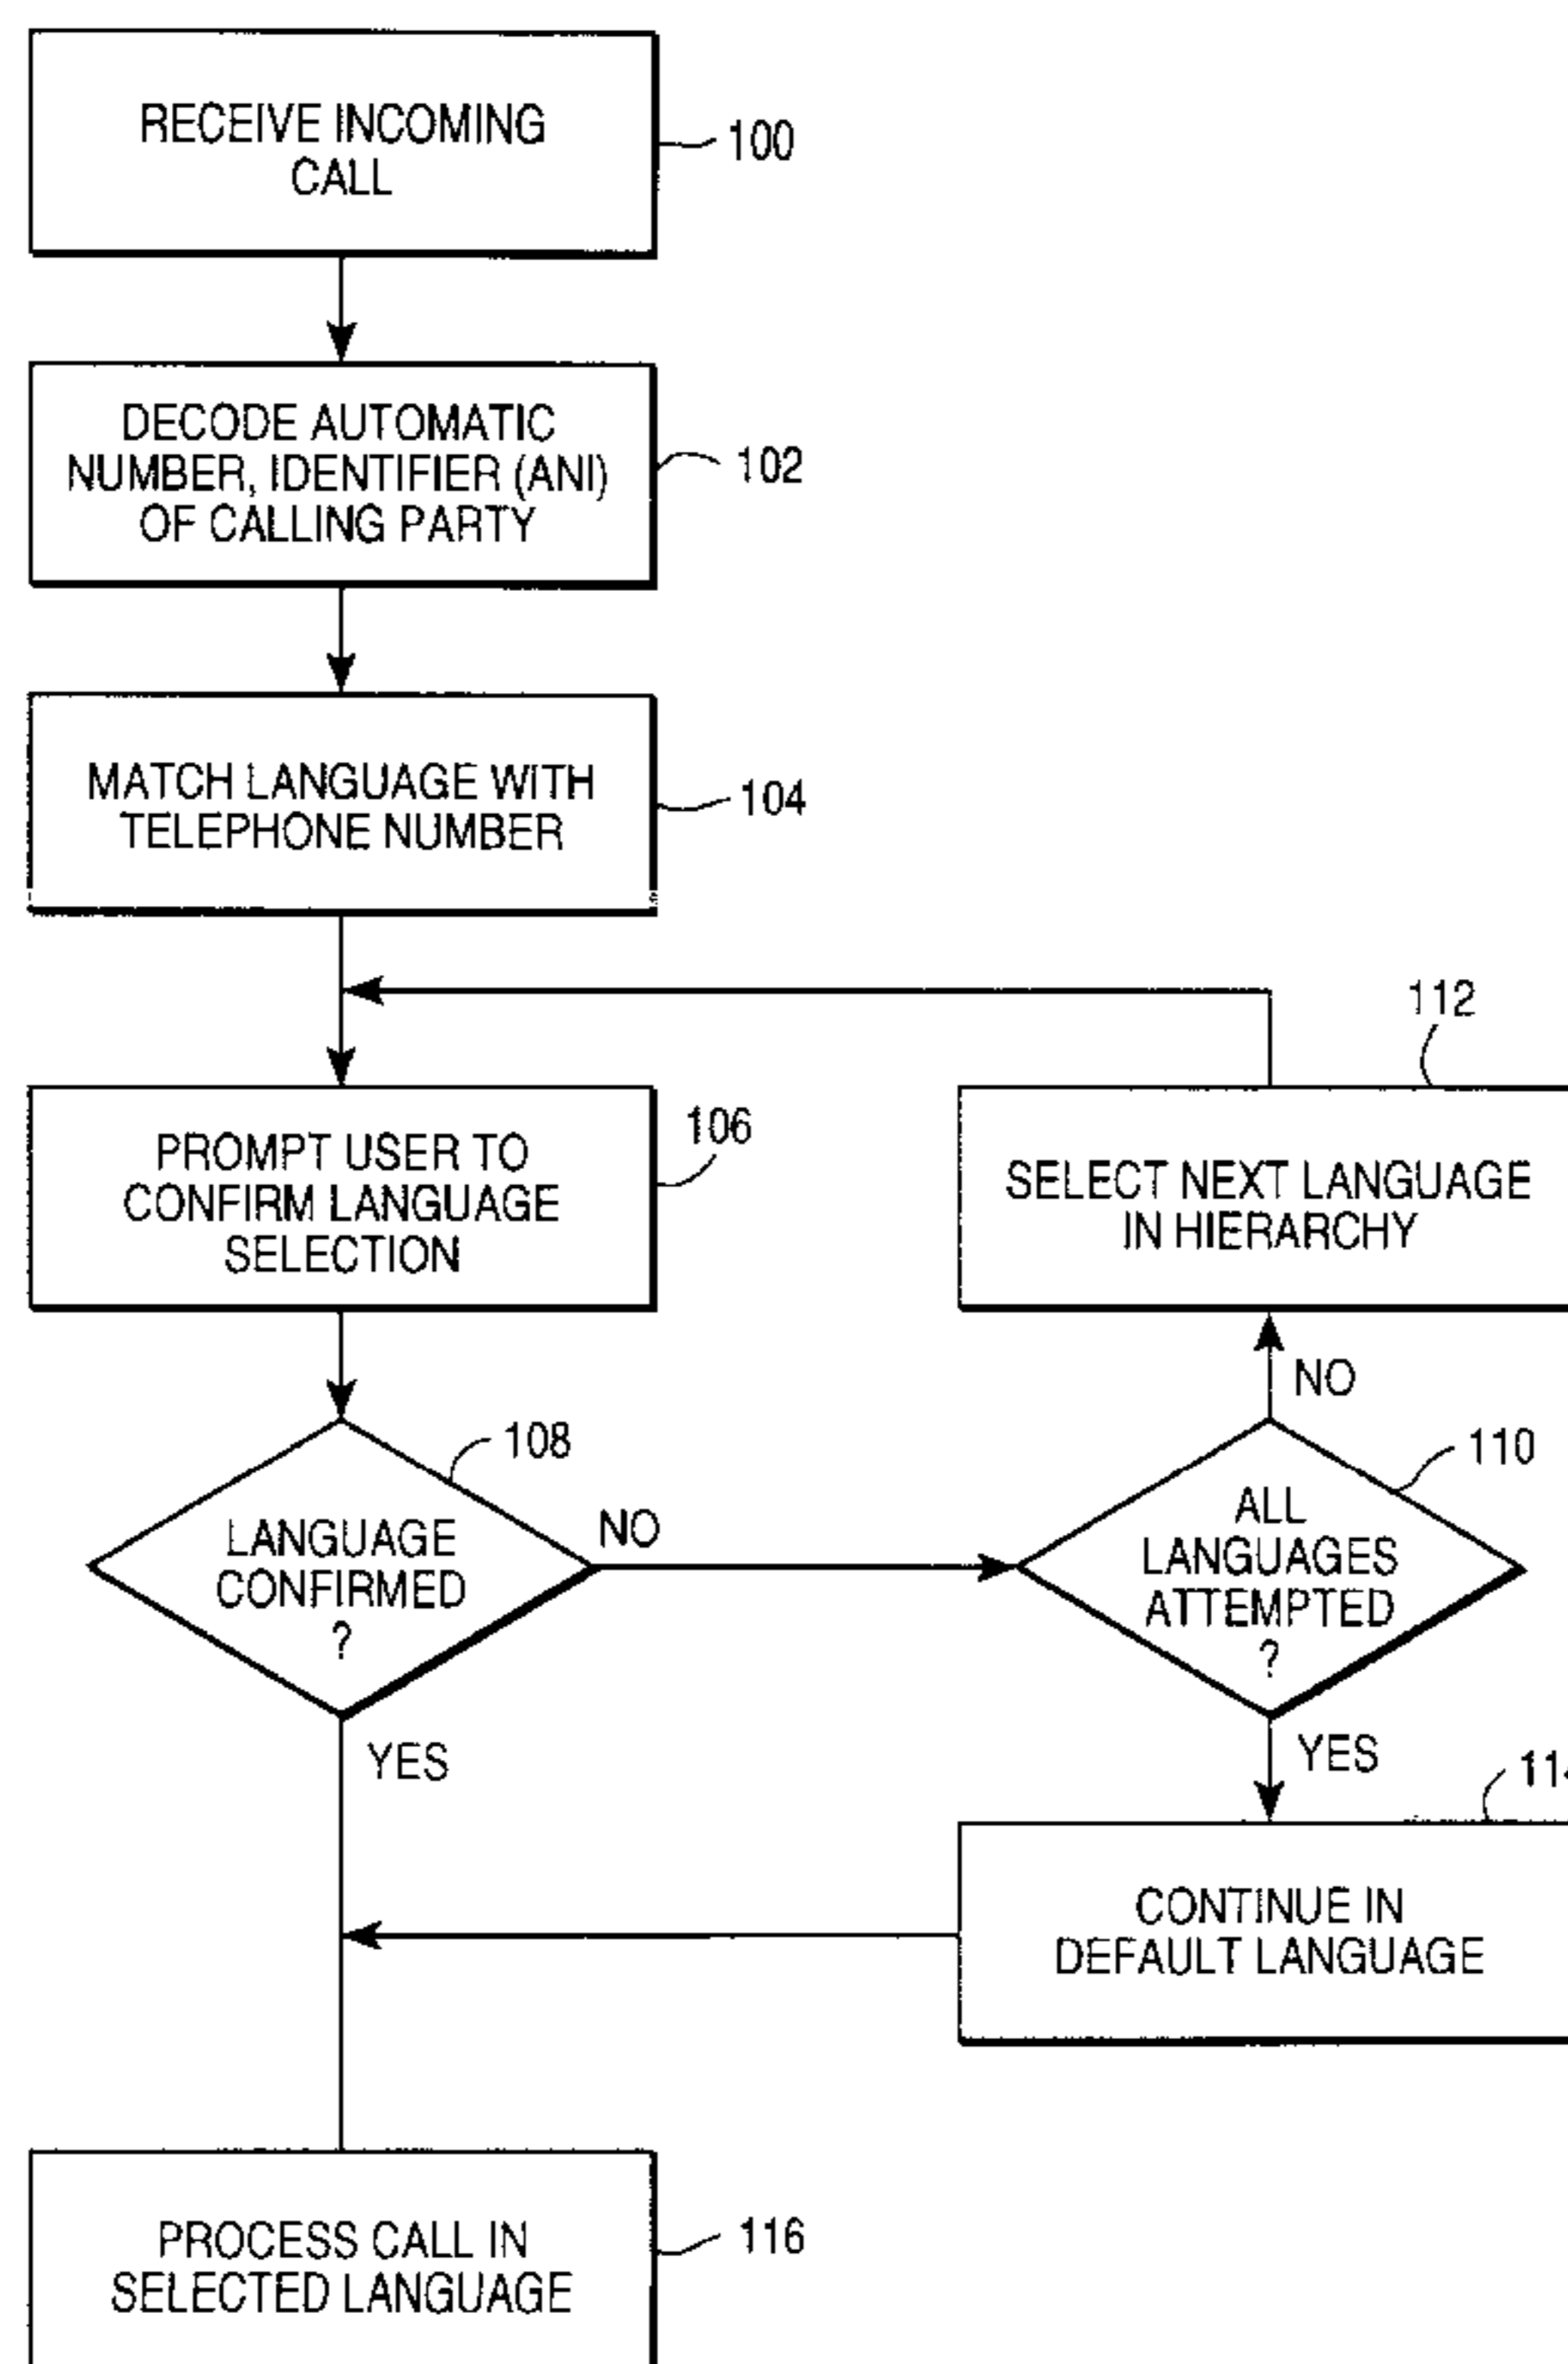 RECEIVE INCOMING
CALL
100
DECODE AUTOMATIC
NUMBER, IDENTIFIER (ANI)
OF CALLING PARTY
102
MATCH LANGUAGE WITH
TELEPHONE NUMBER
104
112
PROMPT USER TO
CONFIRM LANGUAGE
SELECTION
106
SELECT NEXT LANGUAGE
IN HIERARCHY
NO
108
LANGUAGE
CONFIRMED
?
NO
110
ALL
LANGUAGES
ATTEMPTED
?
YES
YES
CONTINUE IN
DEFAULT LANGUAGE
PROCESS CALL IN
SELECTED LANGUAGE
116